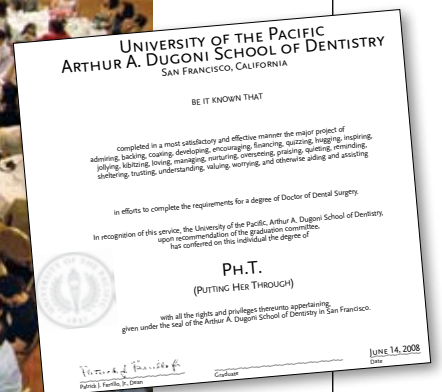 UNIVERSITY OF THE PACIFIC
ARTHUR A. DUGONI SCHOOL OF DENTISTRY
SAN FRANCISCO, CALIFORNIA
BE IT KNOWN THAT
completed in a most satisfactory and effective manner the major project of
admiring, backing, coaxing, developing, encouraging, financing, quizzing, hugging, inspiring,
jollying, kibitzing, loving, managing, nurturing, overseeing, praising, quieting, reminding,
sheltering, trusting, understanding, valuing, worrying, and otherwise aiding and assisting
in efforts to complete the requirements for a degree of Doctor of Dental Surgery.
In recognition of this service, the University of the Pacific, Arthur A. Dugoni School of Dentistry,
upon recommendation of the graduation committee,
has conferred on this individual the degree of
PH.T.
(PUTTING HER THROUGH)
with all the rights and privileges thereunto appertaining,
given under the seal of the Arthur A. Dugoni School of Dentistry in San Francisco.
JUNE 14, 2008
Patrick J. Ferrillo, Jr., Dean
Graduate
Date